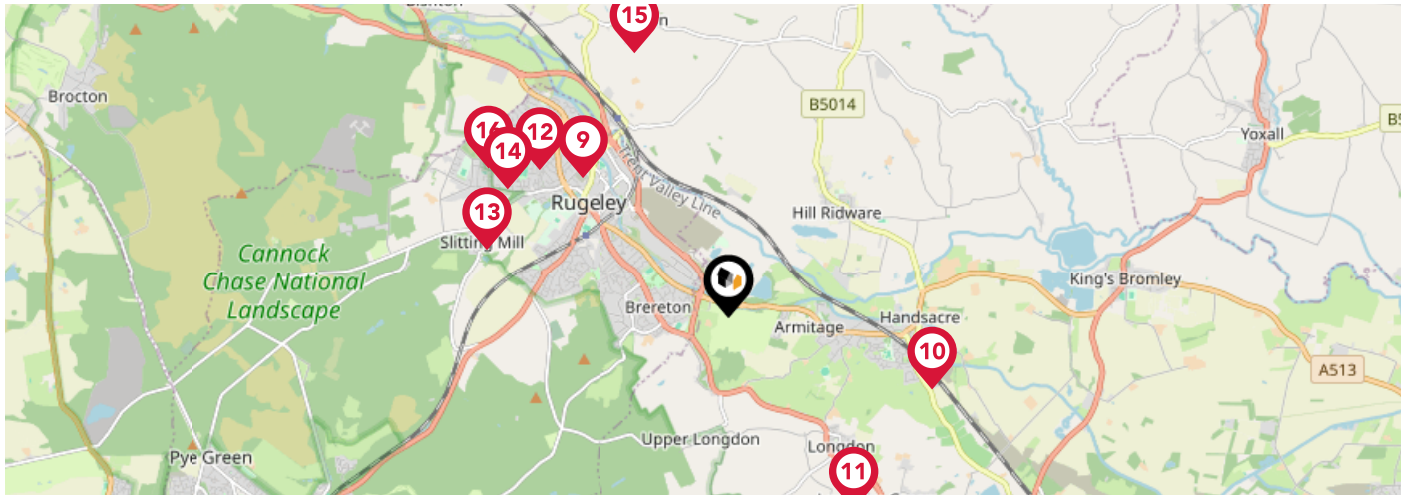 15
Brocton
B5014
16
12
9
14
Yoxall
Trent Valley Line
Rugeley
13
Hill Ridware
Slitting Mill
Cannock
Chase National
Landscape
King's Bromley
Brereton
Armitage
Handsacre
10
A513
Upper Longdon
Longdon
Pye Green
11